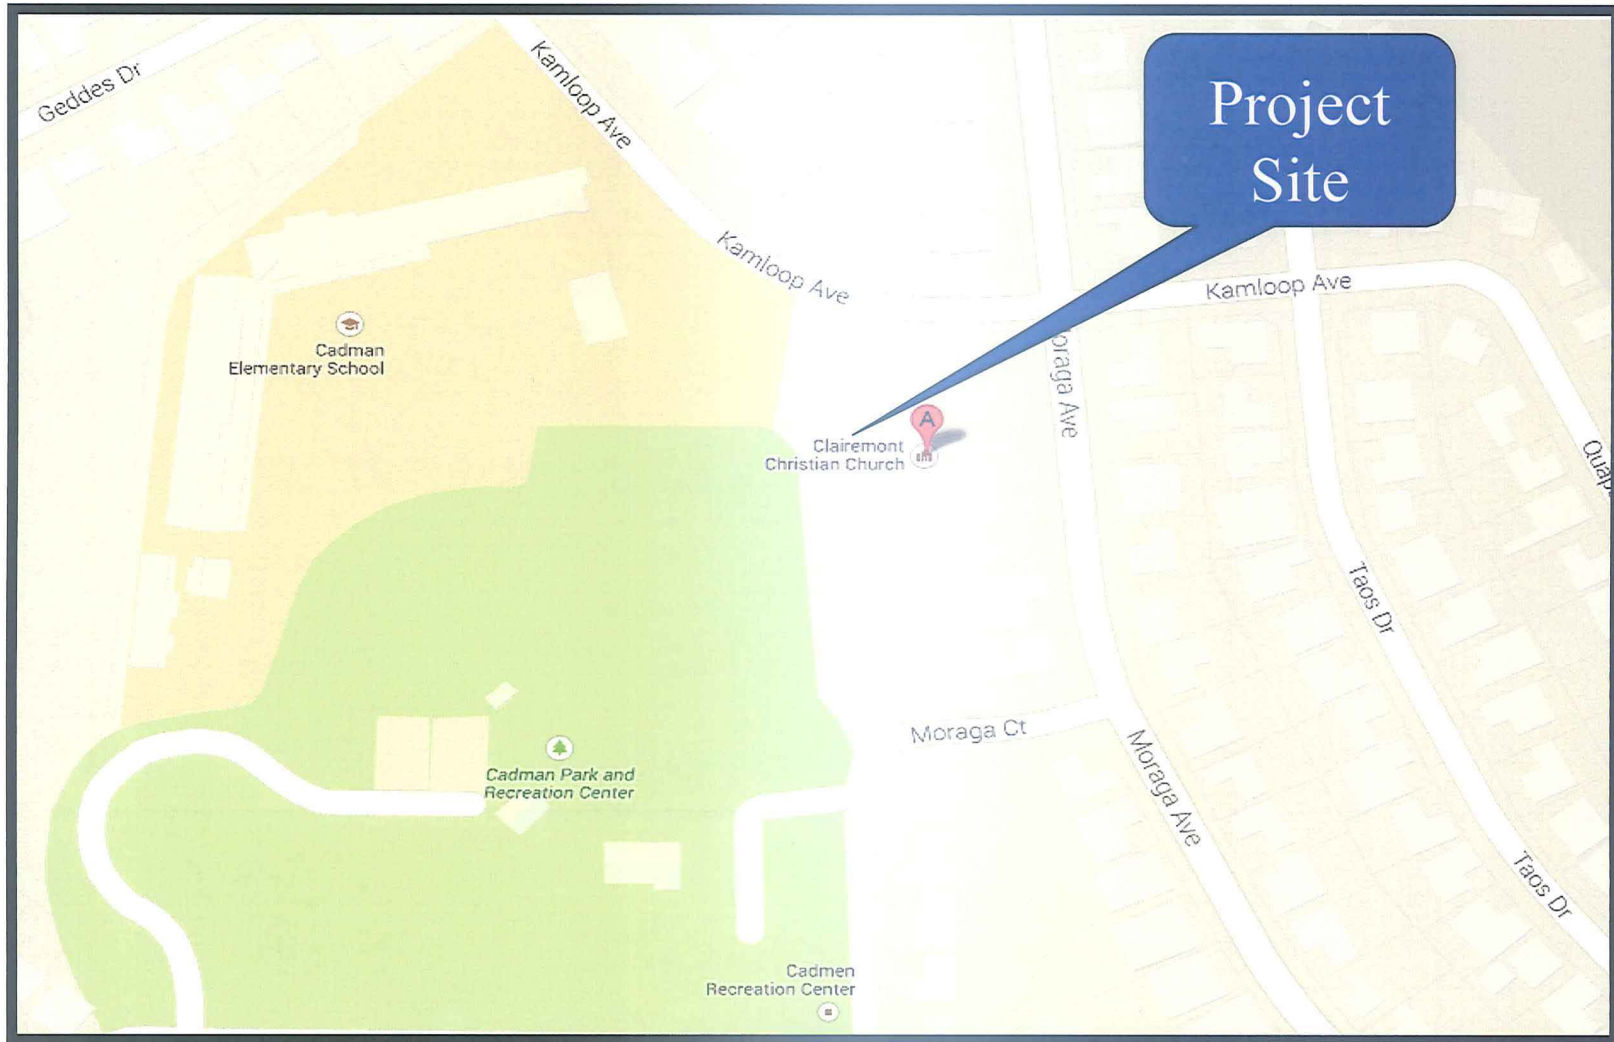 Geddes Dr
Kamloop Ave
Project
Site
Kamloop Ave
Kamloop Ave
Cadman
Elementary School
oraga Ave
A
Clairemont
Christian Church
Quap
Taos Dr
Moraga Ct
Moraga Ave
Cadman Park and
Recreation Center
Taos Dr
Cadmen
Recreation Center